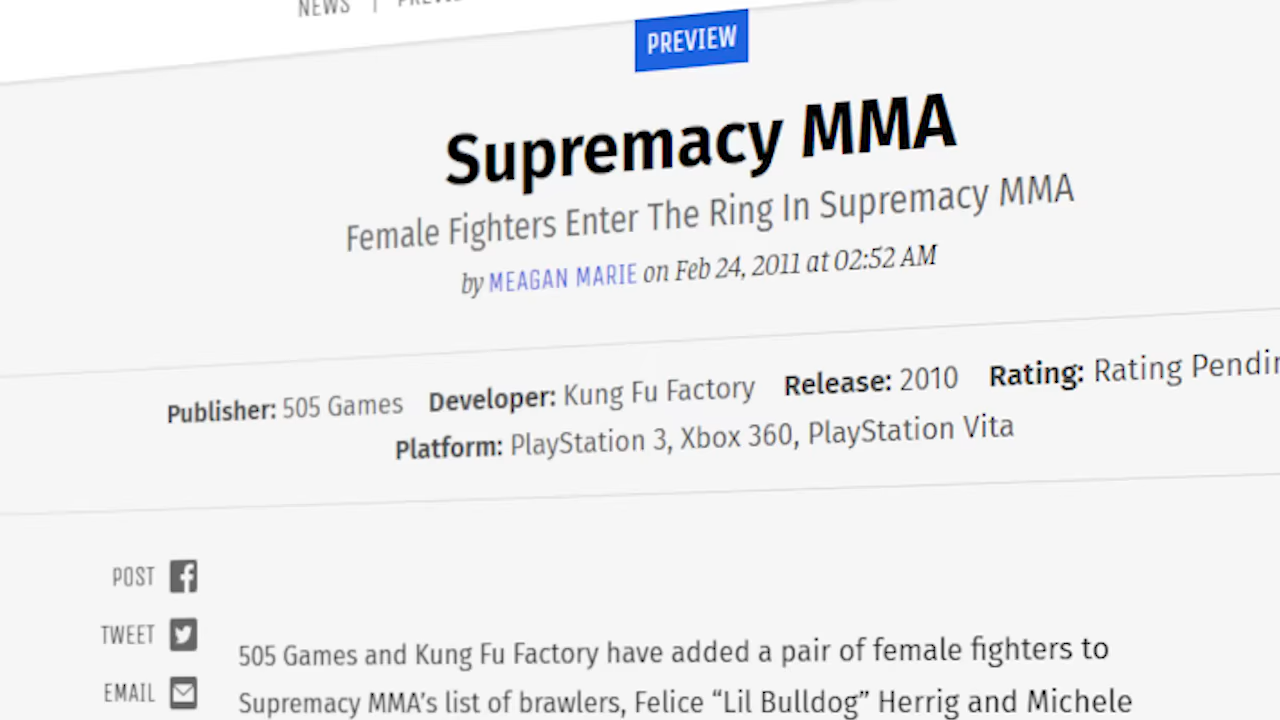 NEWS |
PREVIEW
Supremacy MMA
Female Fighters Enter The Ring In Supremacy MMA
by MEAGAN MARIE on Feb 24, 2011 at 02:52 AM
Publisher: 505 Games Developer: Kung Fu Factory Release: 2010 Rating: Rating Pendin
Platform: PlayStation 3, Xbox 360, PlayStation Vita
POST
TWEET
EMAIL
505 Games and Kung Fu Factory have added a pair of female fighters to
Supremacy MMA’s list of brawlers, Felice “Lil Bulldog” Herrig and Michele